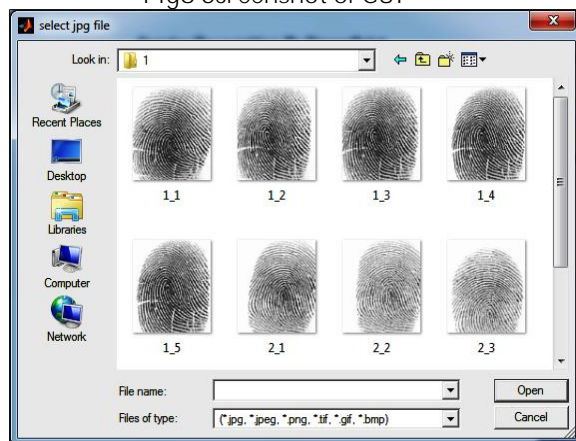 select jpg file
Look in: 1
Recent Places
Desktop
Libraries
Computer
Network
1_1 1_2 1_3 1_4
1_5 2_1 2_2 2_3
File name: Open
Files of type: (*.jpg, *.jpeg, *.png, *.tif, *.gif, *.bmp) Cancel